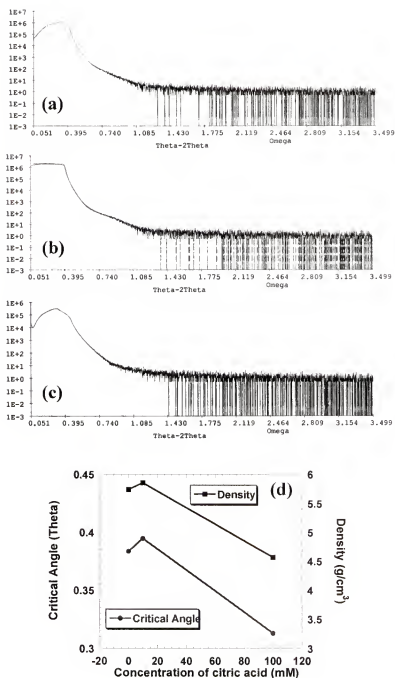 1E+7
1E+6
1E+5
1E+4
1E+3
1E+2
1E+1
1E+0
1E-1
1E-2
1E-3
(a)
0.051 0.395 0.740 1.085 1.430 1.775 2.119 2.464 2.809 3.154 3.499
Theta-2Theta Omega
1E+7
1E+6
1E+5
1E+4
1E+3
1E+2
1E+1
1E+0
1E-1
1E-2
1E-3
(b)
0.051 0.395 0.740 1.085 1.430 1.775 2.119 2.464 2.809 3.154 3.499
Theta-2Theta Omega
1E+6
1E+5
1E+4
1E+3
1E+2
1E+1
1E+0
1E-1
1E-2
1E-3
(c)
0.051 0.395 0.740 1.085 1.430 1.775 2.119 2.464 2.809 3.154 3.499
Theta-2Theta Omega
(d)
Density
Critical Angle
Critical Angle (Theta)
0.45
0.4
0.35
0.3
Density (g/cm³)
6
5.5
5
4.5
4
3.5
3
-20 0 20 40 60 80 100 120
Concentration of citric acid (mM)